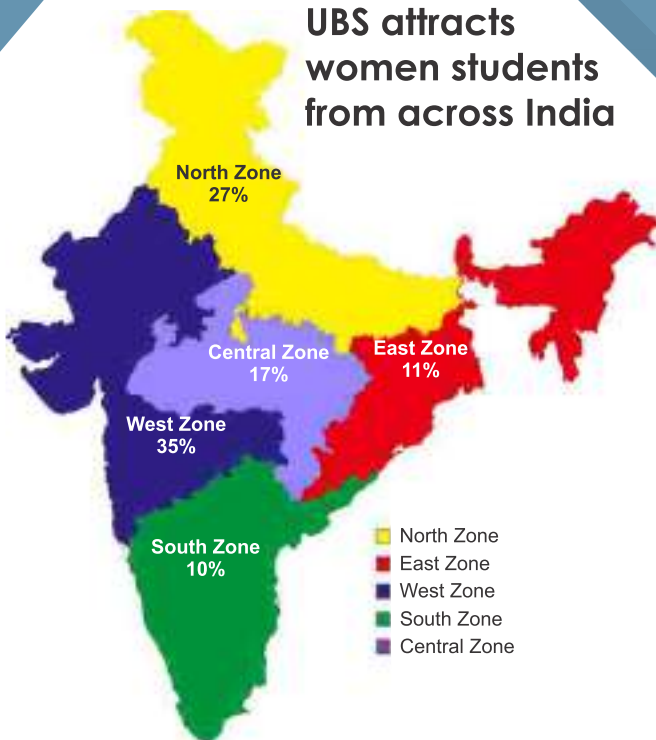 UBS attracts
women students
from across India
North Zone
27%
Central Zone
17%
East Zone
11%
West Zone
35%
South Zone
10%
North Zone
East Zone
West Zone
South Zone
Central Zone